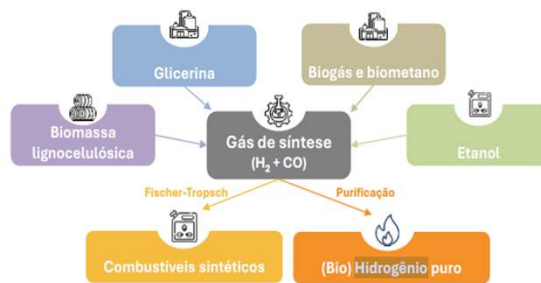 Glicerina
Biogás e biometano
Biomassa
lignocelulósica
Gás de síntese
(H₂ + CO)
Etanol
Fischer-Tropsch
Purificação
Combustíveis sintéticos
(Bio) Hidrogênio puro